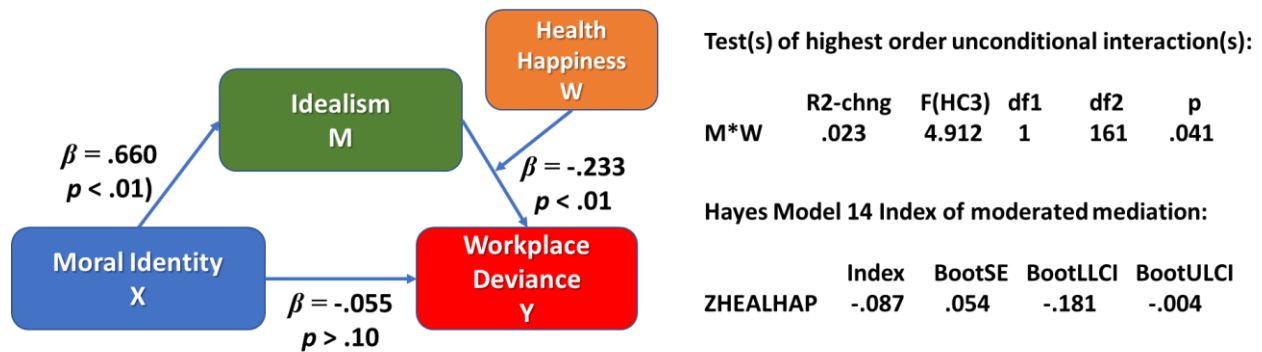 Health
Happiness
W
Idealism
M
β = .660
p < .01)
β = -.233
p < .01
Moral Identity
X
Workplace
Deviance
Y
β = -.055
p > .10
Test(s) of highest order unconditional interaction(s):
R2-chng F(HC3) df1 df2 p
M*W .023 4.912 1 161 .041
Hayes Model 14 Index of moderated mediation:
Index BootSE BootLLCI BootULCI
ZHEALHAP -.087 .054 -.181 -.004